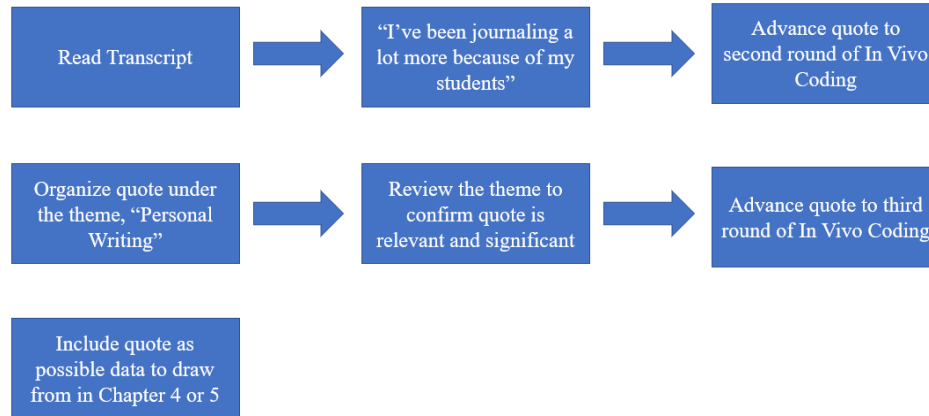 Read Transcript
“I’ve been journaling a
lot more because of my
students”
Advance quote to
second round of In Vivo
Coding
Organize quote under
the theme, “Personal
Writing”
Review the theme to
confirm quote is
relevant and significant
Advance quote to third
round of In Vivo Coding
Include quote as
possible data to draw
from in Chapter 4 or 5